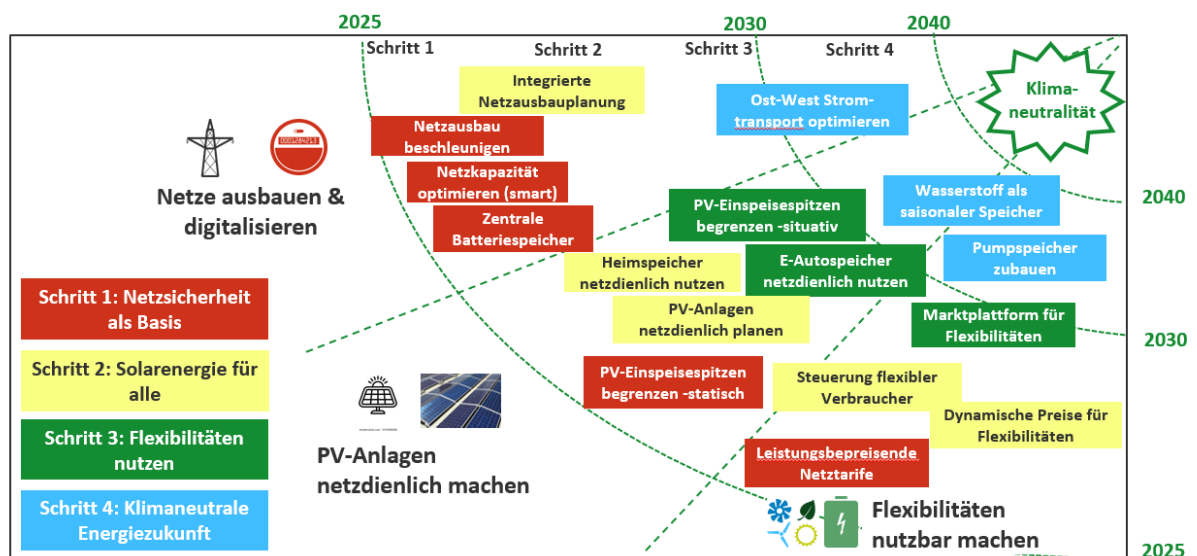 2025
2030
2040
Schritt 1
Schritt 2
Schritt 3
Schritt 4
Integrierte
Netzausbauplanung
Ost-West Strom-
transport optimieren
Klima-
neutralität
Netzausbau
beschleunigen
Netze ausbauen &
digitalisieren
Netzkapazität
optimieren (smart)
Zentrale
Batteriespeicher
PV-Einspeisespitzen
begrenzen -situativ
Wasserstoff als
saisonaler Speicher
2040
Heimspeicher
netzdienlich nutzen
E-Autospeicher
netzdienlich nutzen
Pumpspeicher
zubauen
Schritt 1: Netzsicherheit
als Basis
PV-Anlagen
netzdienlich planen
Marktplattform für
Flexibilitäten
2030
Schritt 2: Solarenergie für
alle
PV-Einspeisespitzen
begrenzen -statisch
Steuerung flexibler
Verbraucher
Dynamische Preise für
Flexibilitäten
Schritt 3: Flexibilitäten
nutzen
PV-Anlagen
netzdienlich machen
Leistungsbepreisende
Netztarife
Schritt 4: Klimaneutrale
Energiezukunft
Flexibilitäten
nutzbar machen
2025